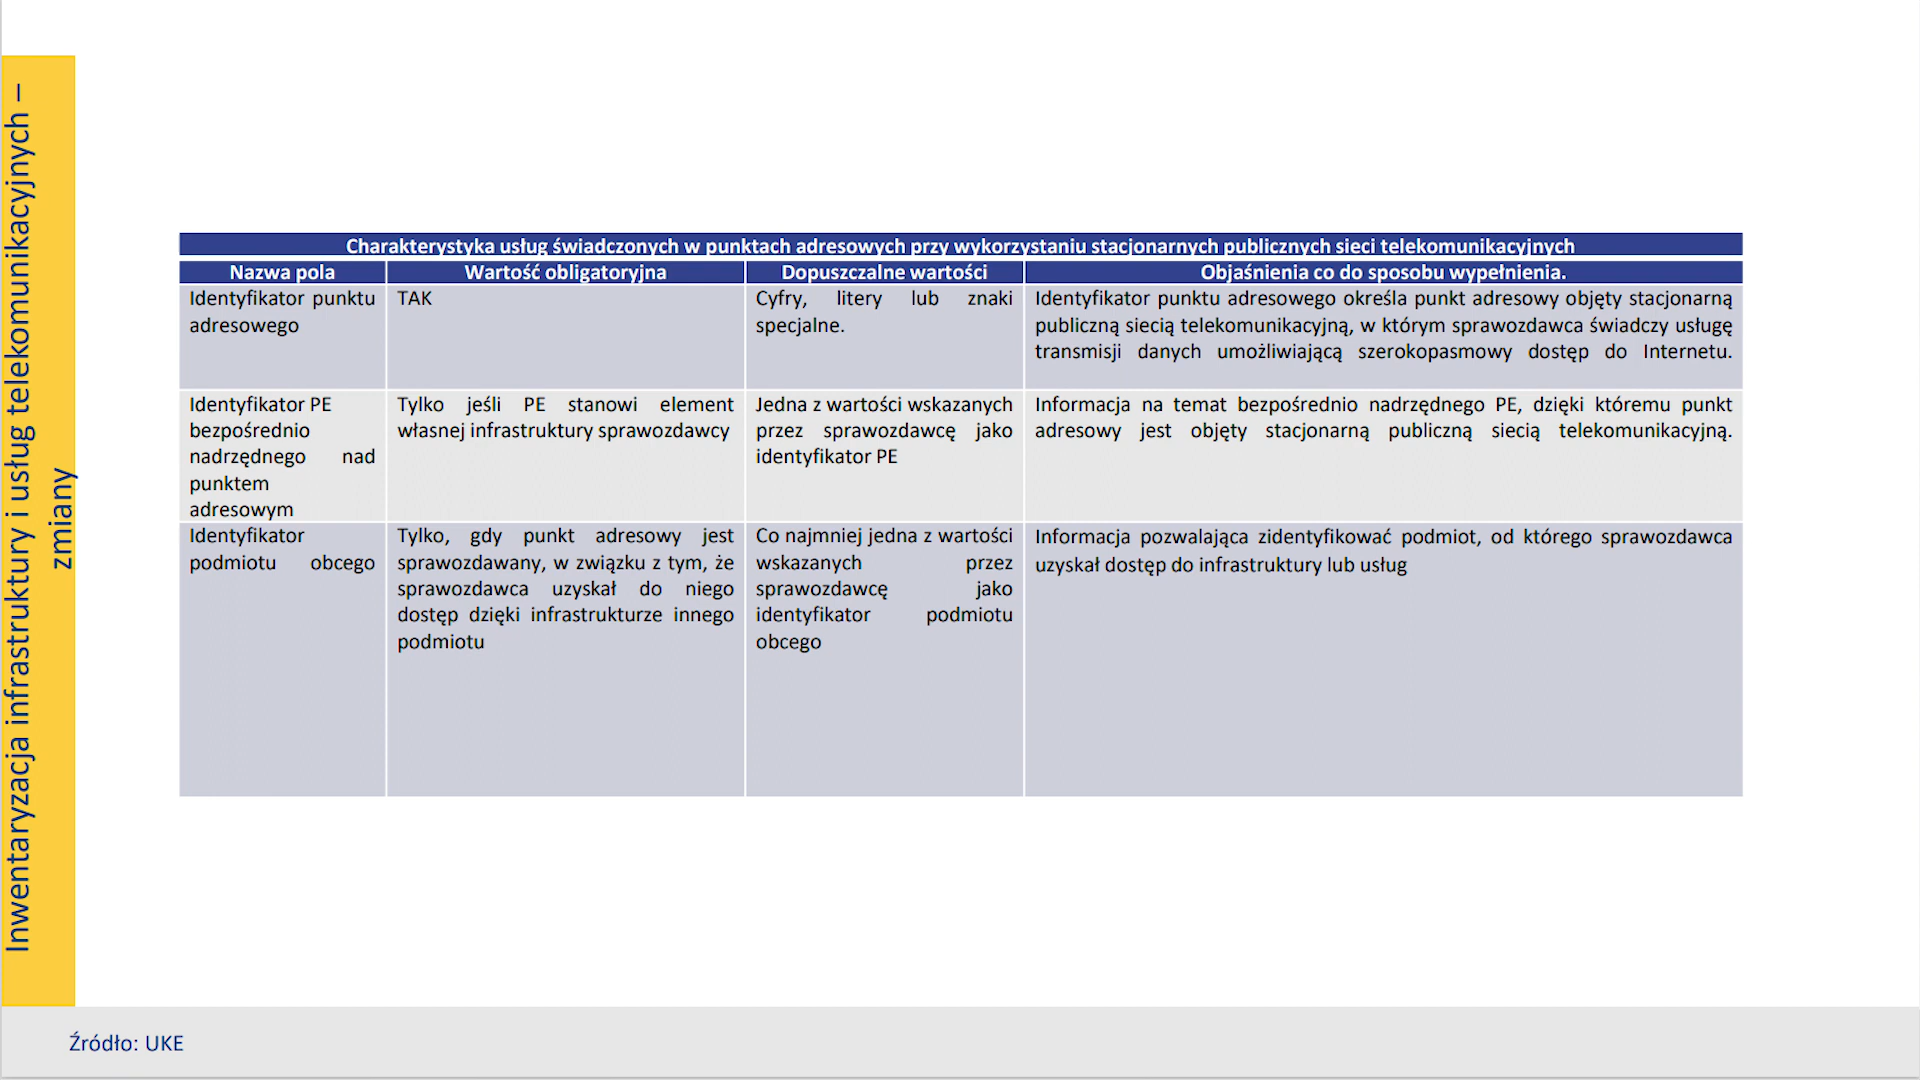 Inwentaryzacja infrastruktury i usług telekomunikacyjnych –
zmiany
Charakterystyka usług świadczonych w punktach adresowych przy wykorzystaniu stacjonarnych publicznych sieci telekomunikacyjnych
Nazwa pola
Wartość obligatoryjna
Dopuszczalne wartości
Objaśnienia co do sposobu wypełnienia.
Identyfikator punktu
adresowego
TAK
Cyfry, litery lub znaki
specjalne.
Identyfikator punktu adresowego określa punkt adresowy objęty stacjonarną
publiczną siecią telekomunikacyjną, w którym sprawozdawca świadczy usługę
transmisji danych umożliwiającą szerokopasmowy dostęp do Internetu.
Identyfikator PE
bezpośrednio
nadrzędnego nad
punktem
adresowym
Tylko jeśli PE stanowi element
własnej infrastruktury sprawozdawcy
Jedna z wartości wskazanych
przez sprawozdawcę jako
identyfikator PE
Informacja na temat bezpośrednio nadrzędnego PE, dzięki któremu punkt
adresowy jest objęty stacjonarną publiczną siecią telekomunikacyjną.
Identyfikator
podmiotu obcego
Tylko, gdy punkt adresowy jest
sprawozdawany, w związku z tym, że
sprawozdawca uzyskał do niego
dostęp dzięki infrastrukturze innego
podmiotu
Co najmniej jedna z wartości
wskazanych przez
sprawozdawcę jako
identyfikator podmiotu
obcego
Informacja pozwalająca zidentyfikować podmiot, od którego sprawozdawca
uzyskał dostęp do infrastruktury lub usług
Źródło: UKE